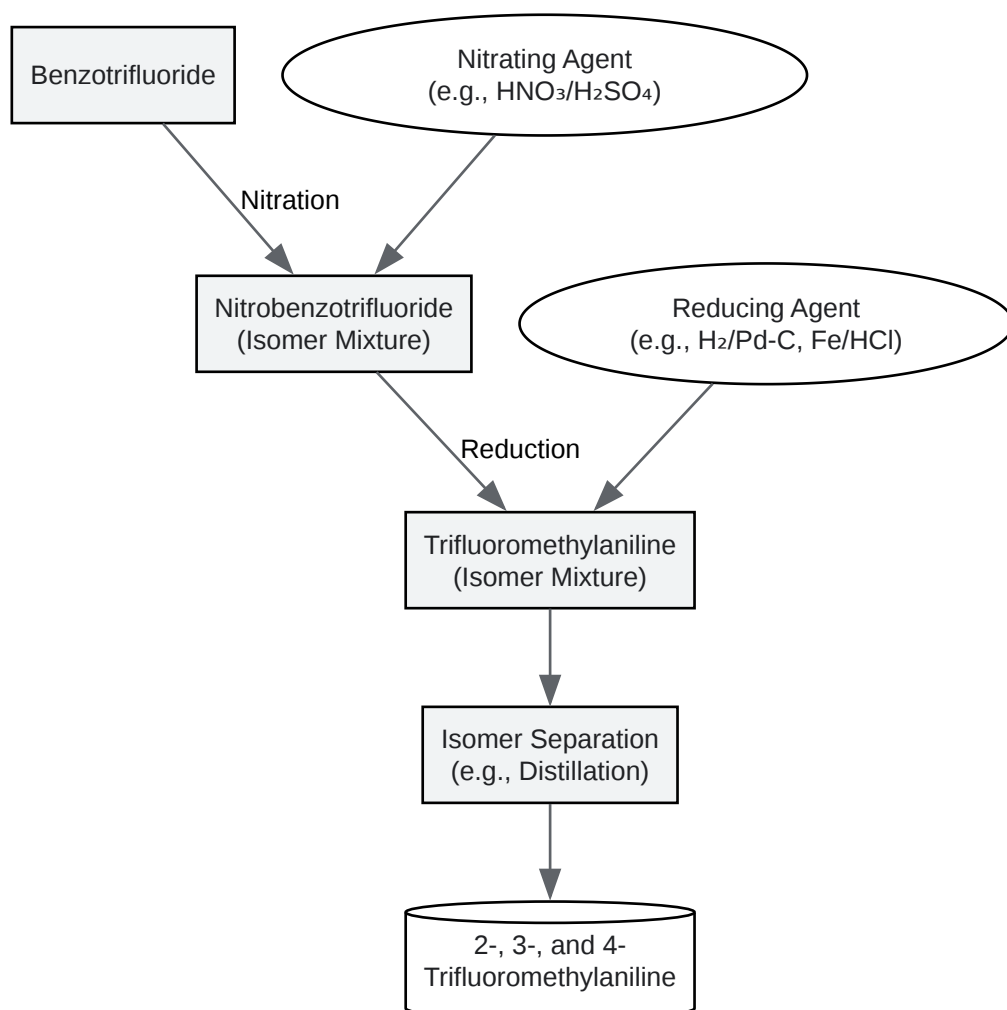 Benzotrifluoride
Nitrating Agent
(e.g., HNO₃/H₂SO₄)
Nitration
Nitrobenzotrifluoride
(Isomer Mixture)
Reducing Agent
(e.g., H₂/Pd-C, Fe/HCl)
Reduction
Trifluoromethylaniline
(Isomer Mixture)
Isomer Separation
(e.g., Distillation)
2-, 3-, and 4-
Trifluoromethylaniline